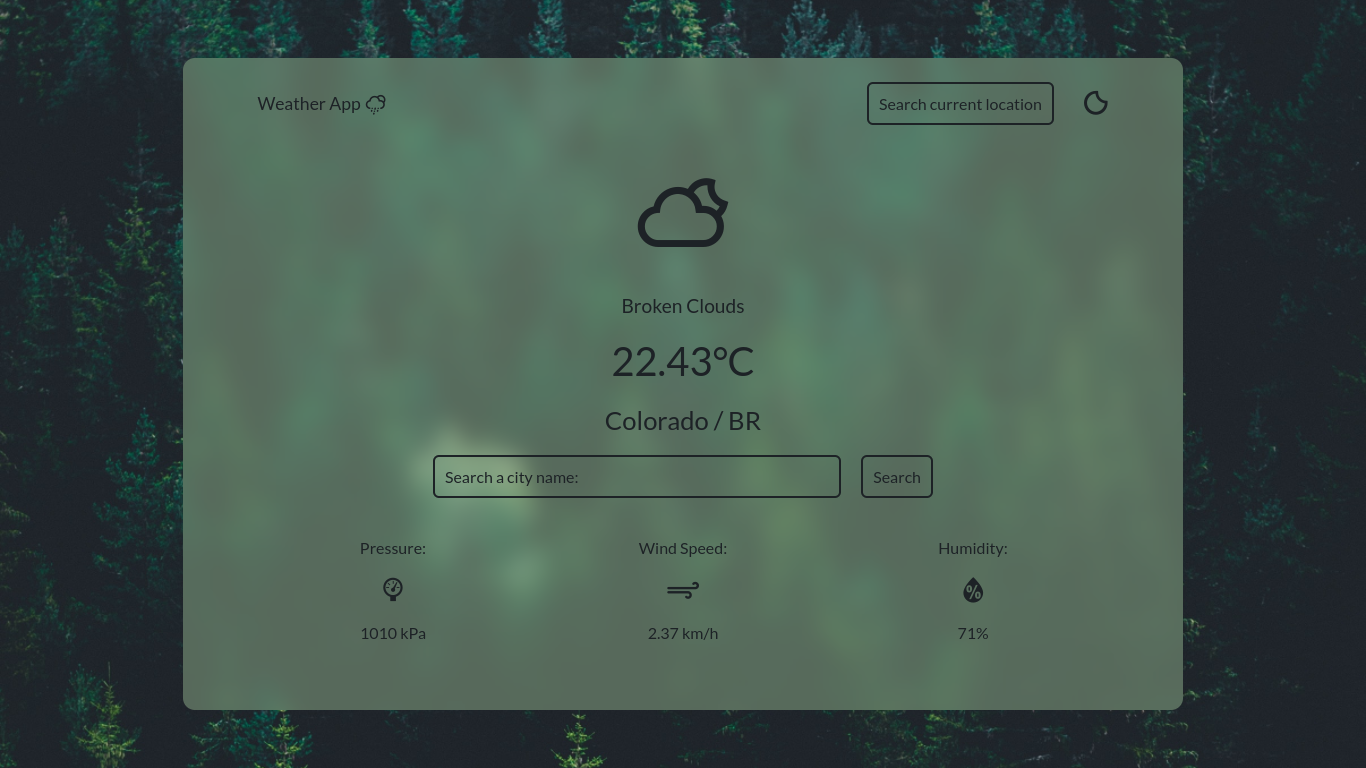 Weather App
Search current location
Broken Clouds
22.43°C
Colorado / BR
Search a city name:
Search
Pressure:
Wind Speed:
Humidity:
%
1010 kPa
2.37 km/h
71%